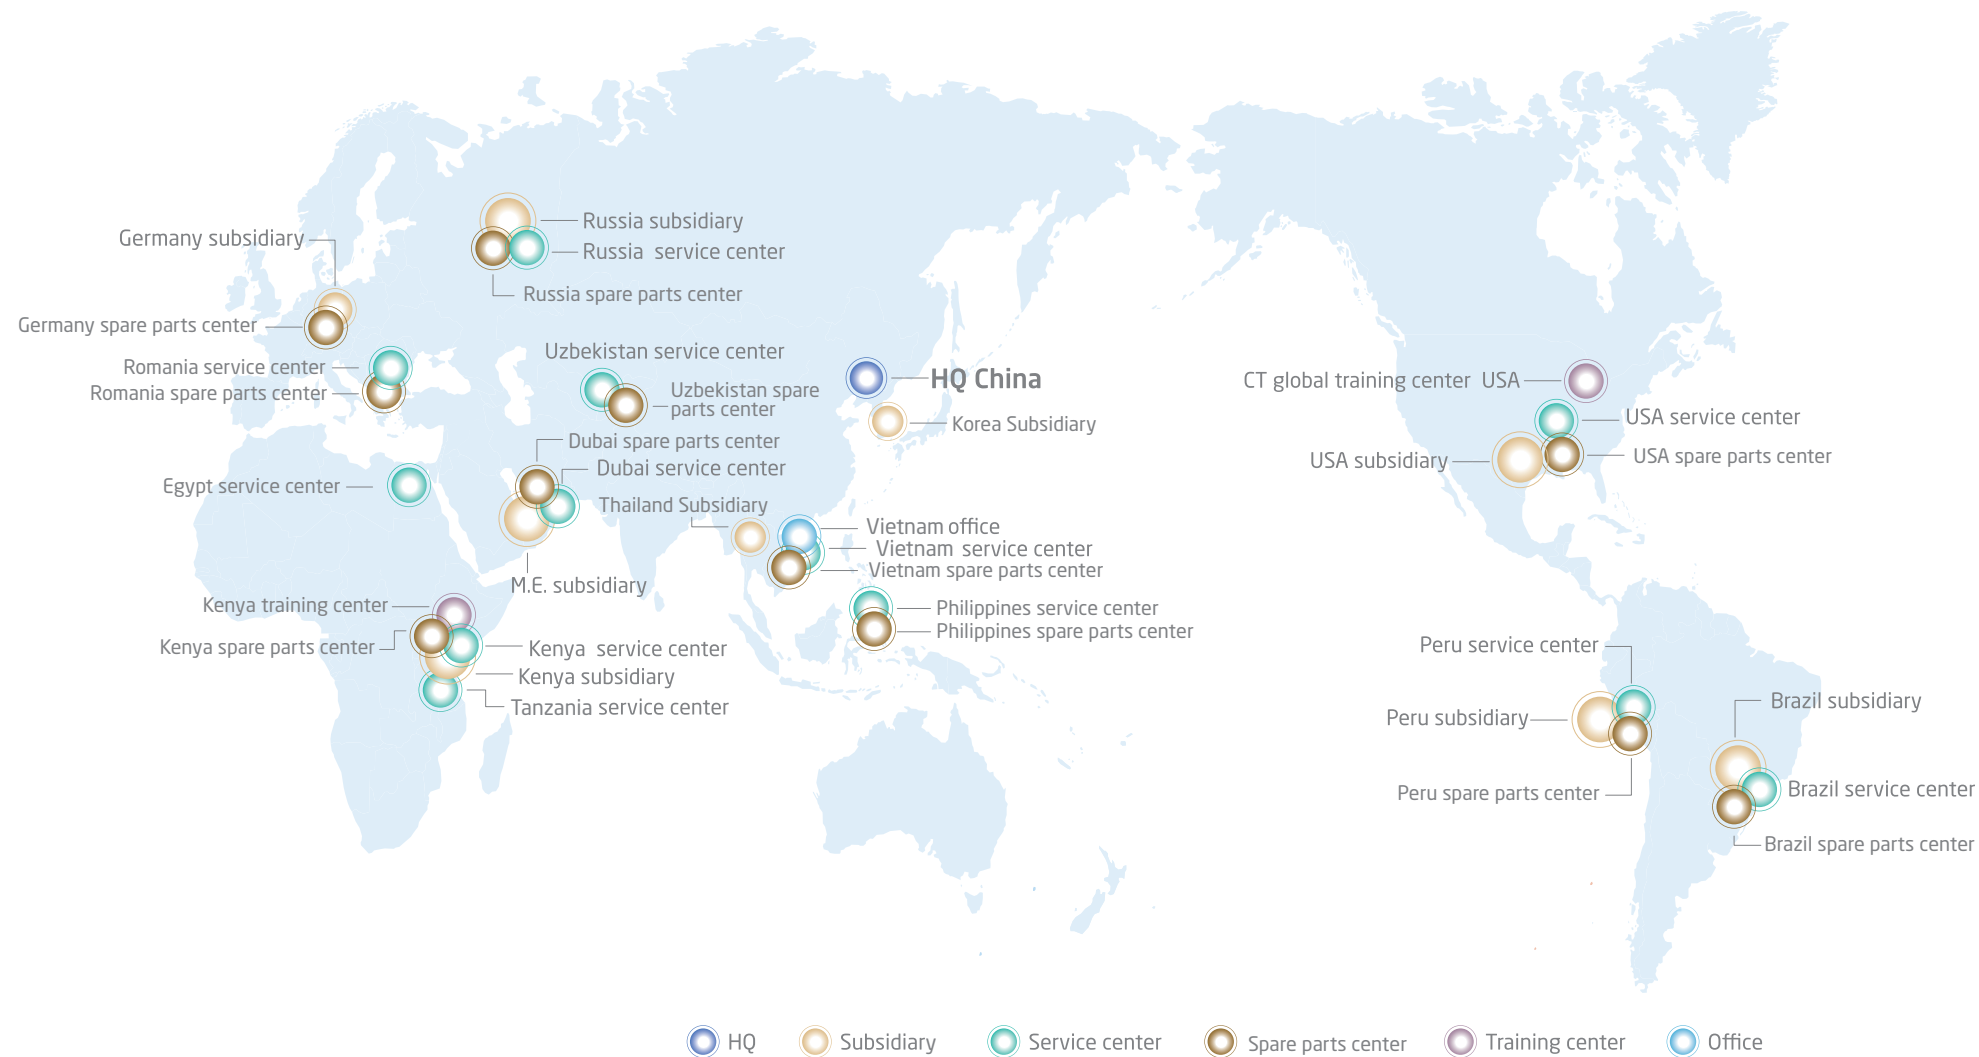 Russia subsidiary
Germany subsidiary
Russia  service center
Russia spare parts center
Germany spare parts center
Uzbekistan service center
Romania service center
HQ China
CT global training center  USA
Uzbekistan spare
parts center
Romania spare parts center
USA service center
Korea Subsidiary
Dubai spare parts center
USA spare parts center
USA subsidiary
Dubai service center
Egypt service center
Thailand Subsidiary
Vietnam office
Vietnam  service center
Vietnam spare parts center
M.E. subsidiary
Kenya training center
Philippines service center
Philippines spare parts center
Kenya spare parts center
Kenya  service center
Peru service center
Kenya subsidiary
Tanzania service center
Brazil subsidiary
Peru subsidiary
Peru spare parts center
Brazil service center
Brazil spare parts center
HQ
Subsidiary
Service center
Spare parts center
Training center
Office